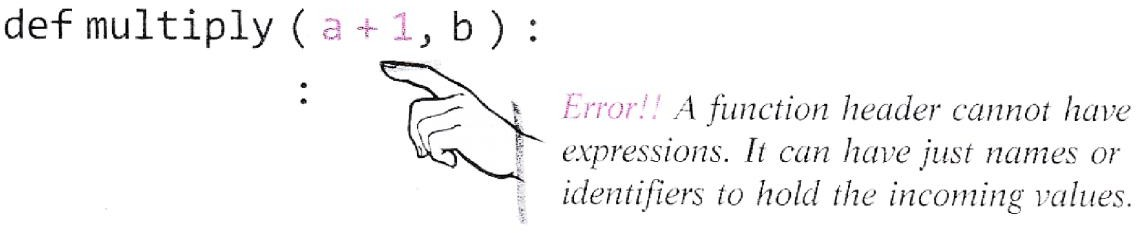 def multiply ( a + 1, b ) :
:
Error!! A function header cannot have
expressions. It can have just names or
identifiers to hold the incoming values.